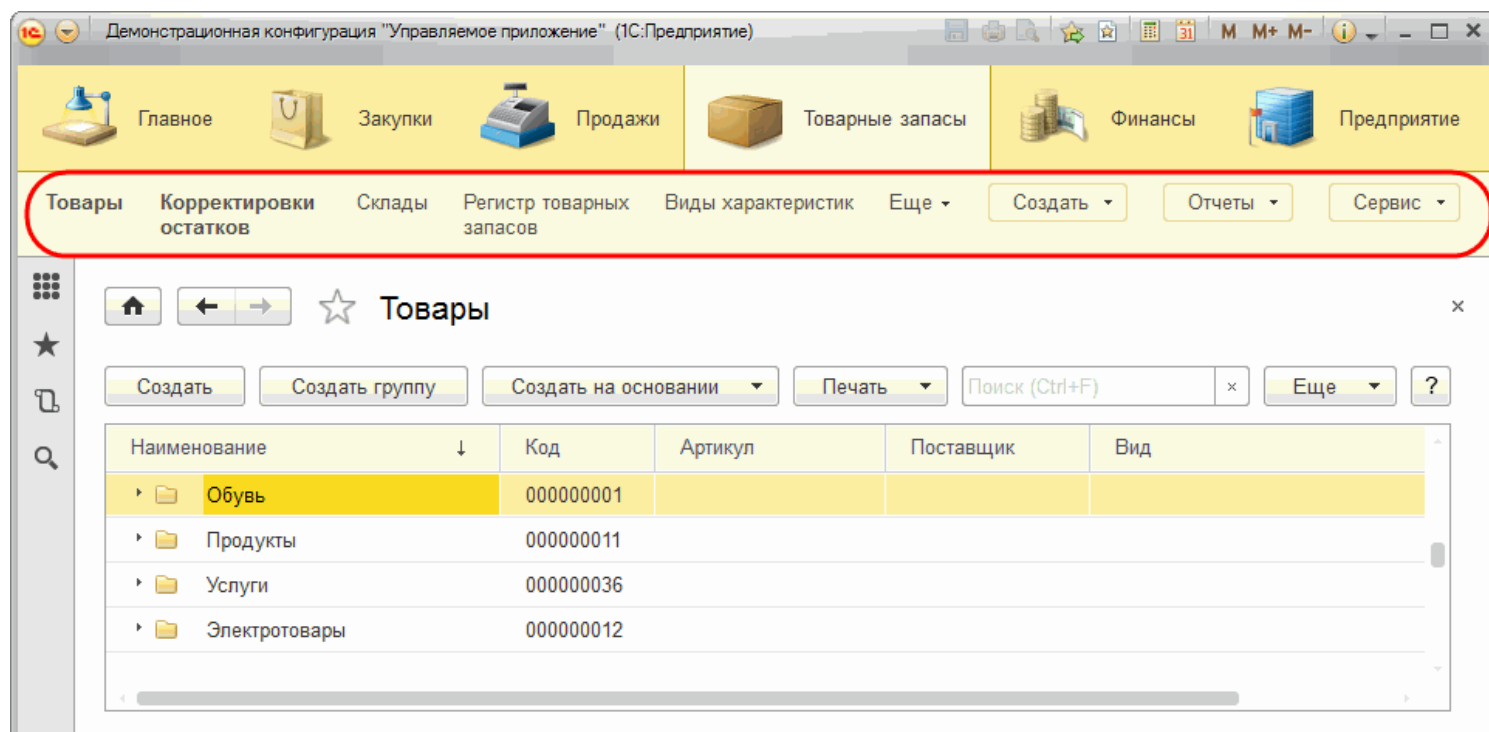 1С Демонстрационная конфигурация "Управляемое приложение" (1С:Предприятие) 31 M M+ M-
Главное Закупки Продажи Товарные запасы Финансы Предприятие
Товары Корректировки остатков Склады Регистр товарных запасов Виды характеристик Еще Создать Отчеты Сервис
Товары
Создать Создать группу Создать на основании Печать Поиск (Ctrl+F) × Еще ?
Наименование ↓ Код Артикул Поставщик Вид
Обувь 000000001
Продукты 000000011
Услуги 000000036
Электротовары 000000012